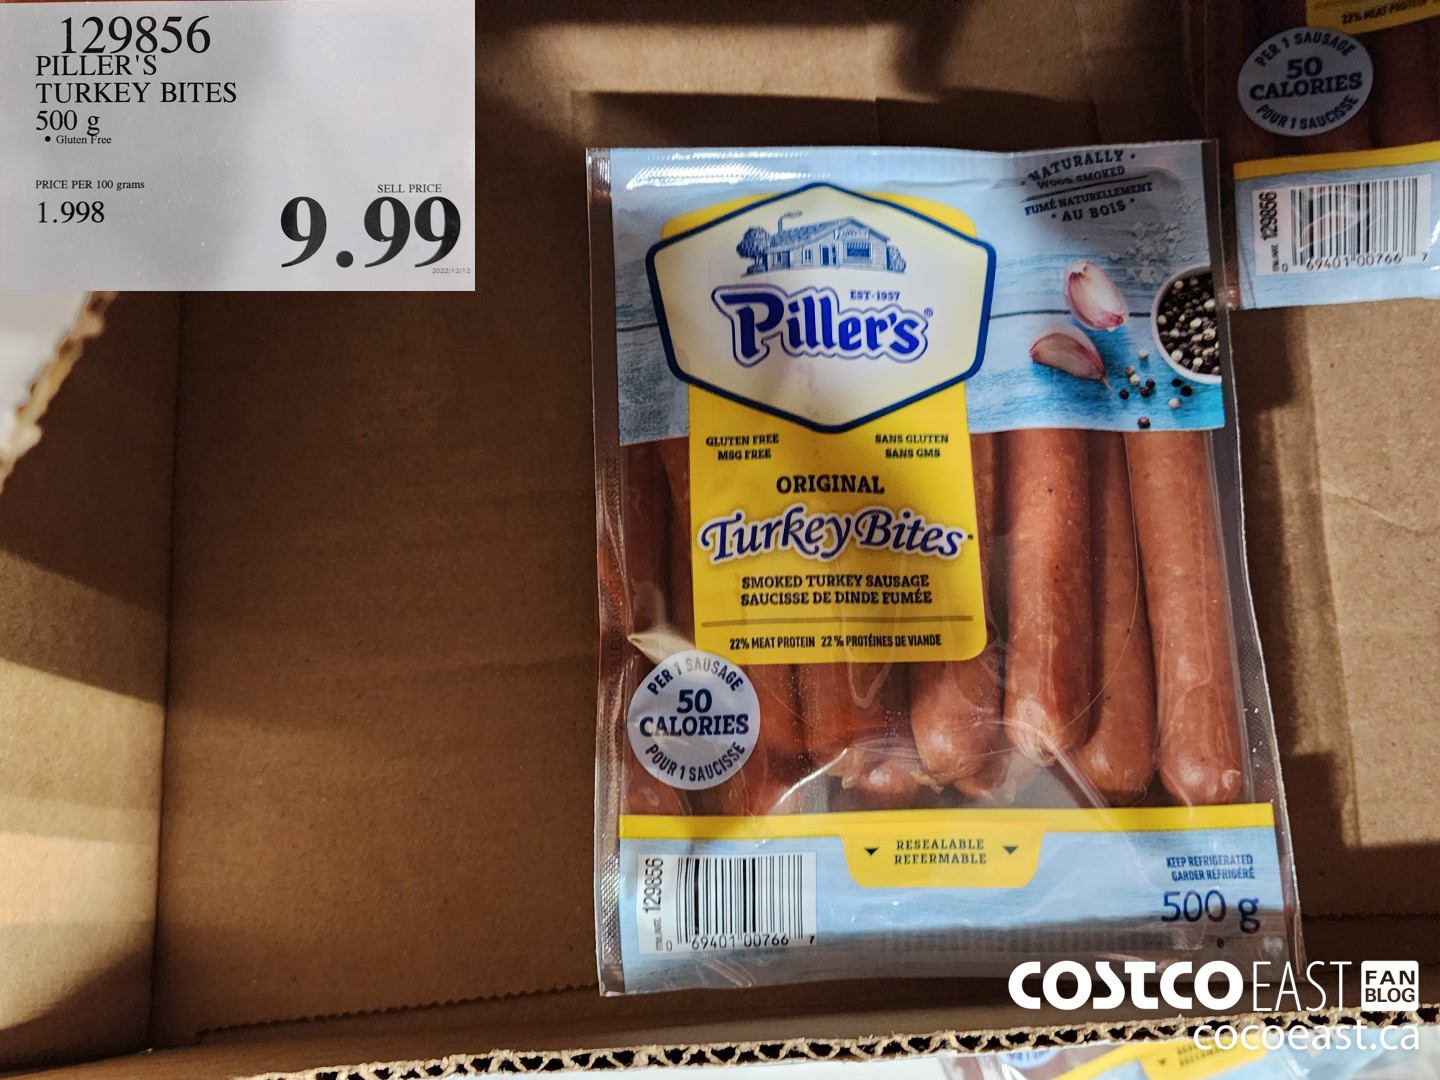 129856
PILLER'S
TURKEY BITES
500 g
• Gluten Free
PRICE PER 100 grams
1.998
SELL PRICE
9.99
2022/12/12
22% MEAT PROTEIN
PER 1 SAUSAGE
50
CALORIES
POUR 1 SAUCISSE
129856
0 69401 00766 7
• NATURALLY •
WOOD SMOKED
FUMÉ NATURELLEMENT
• AU BOIS •
PILLER'S
EST•1957
Piller's®
GLUTEN FREE
MSG FREE
SANS GLUTEN
SANS GMS
ORIGINAL
Turkey Bites
SMOKED TURKEY SAUSAGE
SAUCISSE DE DINDE FUMÉE
22% MEAT PROTEIN 22 % PROTÉINES DE VIANDE
PER 1 SAUSAGE
50
CALORIES
POUR 1 SAUCISSE
RESEALABLE
REFERMABLE
129856
0 69401 00766 7
KEEP REFRIGERATED
GARDER RÉFRIGÉRÉ
500 g
COSTCO EAST FAN BLOG
cocoeast.ca